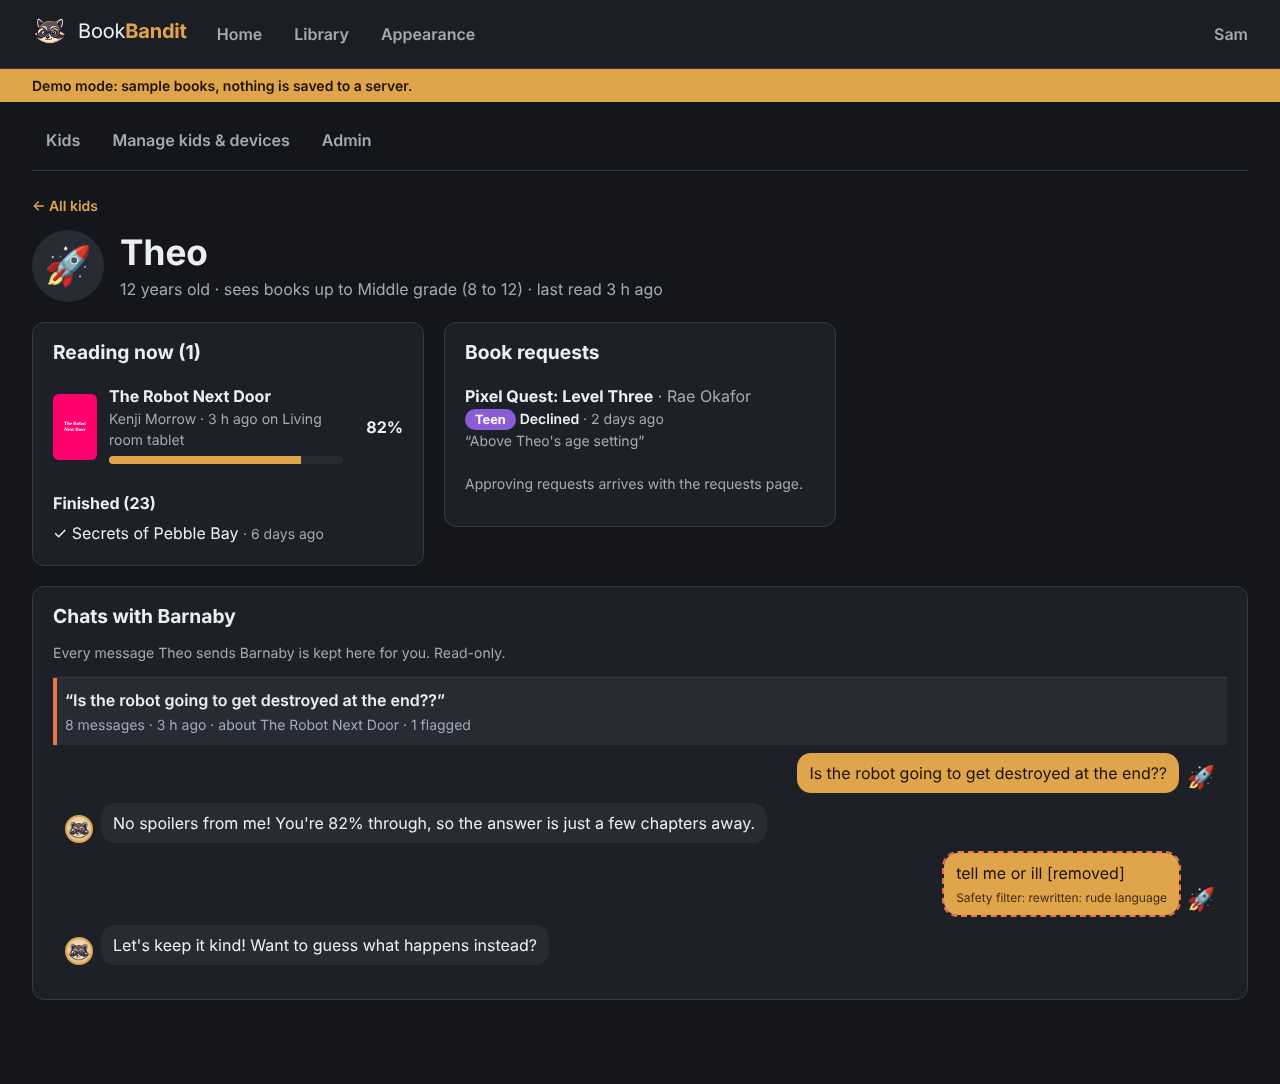 BookBandit Home Library Appearance Sam
Demo mode: sample books, nothing is saved to a server.
Kids Manage kids & devices Admin
← All kids
Theo
12 years old · sees books up to Middle grade (8 to 12) · last read 3 h ago
Reading now (1)
The Robot
Next Door
The Robot Next Door
Kenji Morrow · 3 h ago on Living
room tablet
82%
Finished (23)
✓ Secrets of Pebble Bay · 6 days ago
Book requests
Pixel Quest: Level Three · Rae Okafor
Teen Declined · 2 days ago
“Above Theo's age setting”
Approving requests arrives with the requests page.
Chats with Barnaby
Every message Theo sends Barnaby is kept here for you. Read-only.
“Is the robot going to get destroyed at the end??”
8 messages · 3 h ago · about The Robot Next Door · 1 flagged
Is the robot going to get destroyed at the end??
No spoilers from me! You're 82% through, so the answer is just a few chapters away.
tell me or ill [removed]
Safety filter: rewritten: rude language
Let's keep it kind! Want to guess what happens instead?